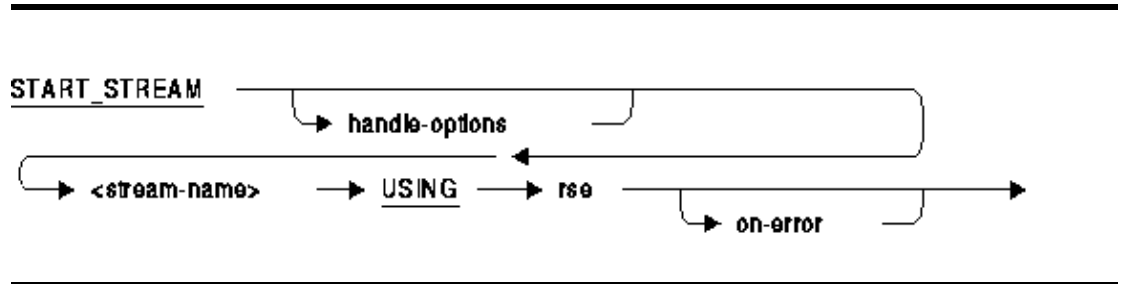 START_STREAM
handle-options
<stream-name> USING rse
on-error